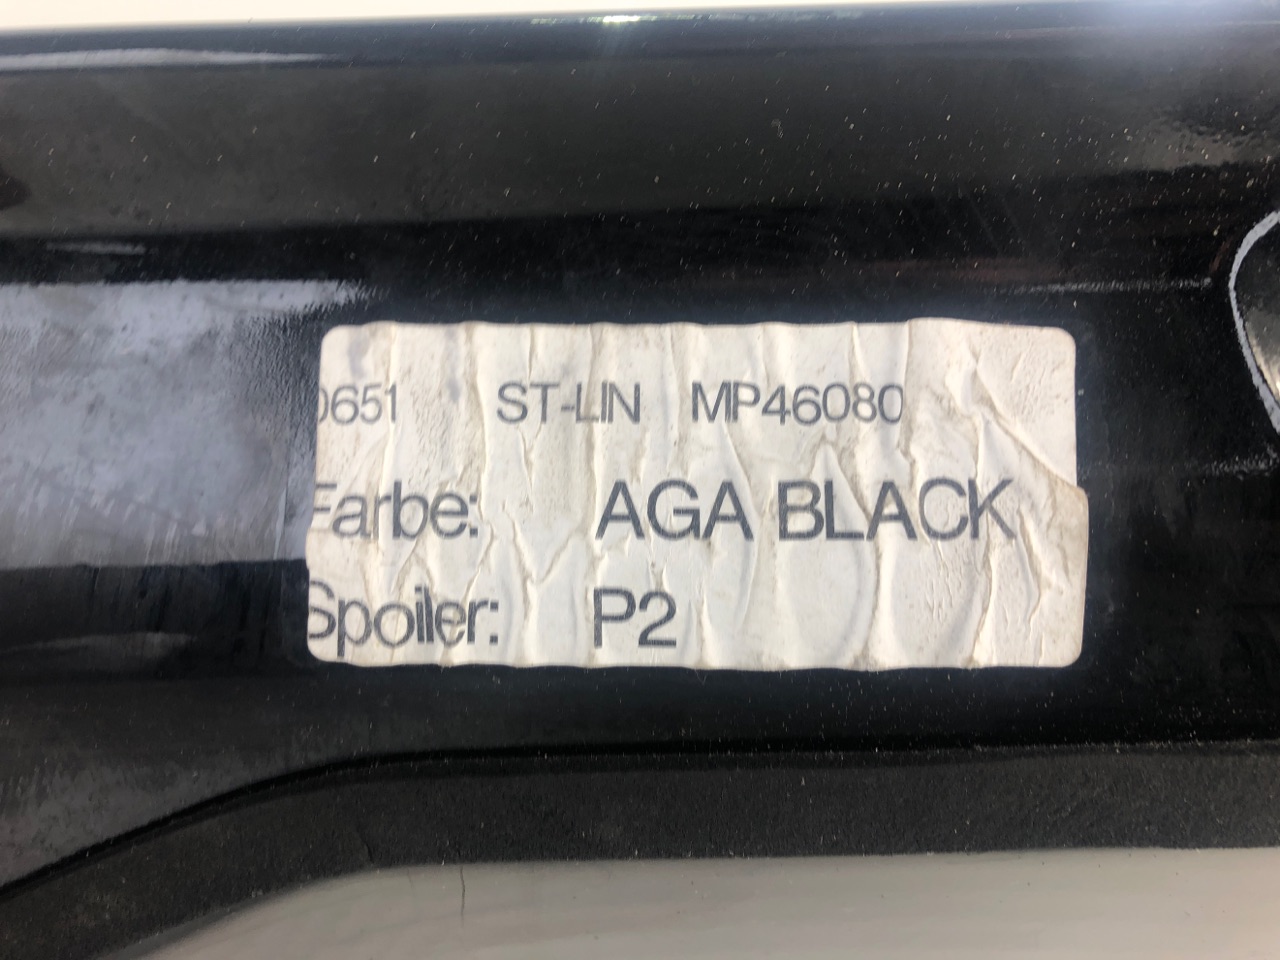 0651 ST-LIN MP46080
Farbe: AGA BLACK
Spoiler: P2